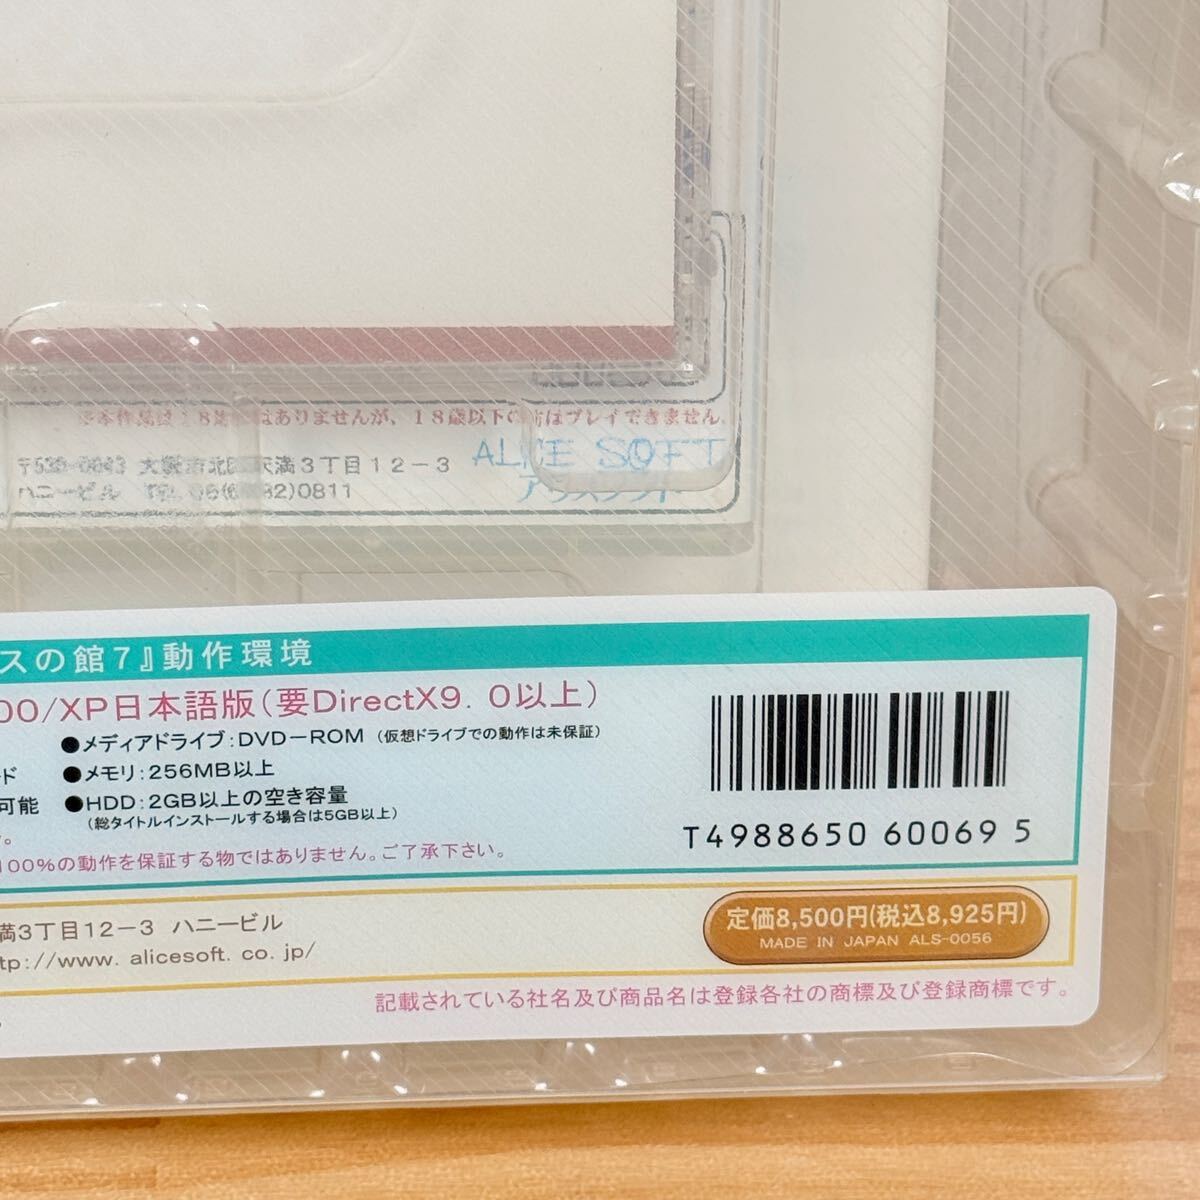 はありませんが、18歳以下の方はプレイできません。
天満3丁目12-3
ALICE SOFT
ハニービル
アリスソフト
スの館7』動作環境
00/XP日本語版(要DirectX9.0以上)
●メディアドライブ:DVD-ROM (仮想ドライブでの動作は未保証)
ード ●メモリ:256MB以上
可能 ●HDD:2GB以上の空き容量
(総タイトルインストールする場合は5GB以上)
100%の動作を保証する物ではありません。ご了承下さい。
T4988650 60069 5
満3丁目12-3 ハニービル
tp://www.alicesoft.co.jp/
定価8,500円(税込8,925円)
MADE IN JAPAN ALS-0056
記載されている社名及び商品名は登録各社の商標及び登録商標です。